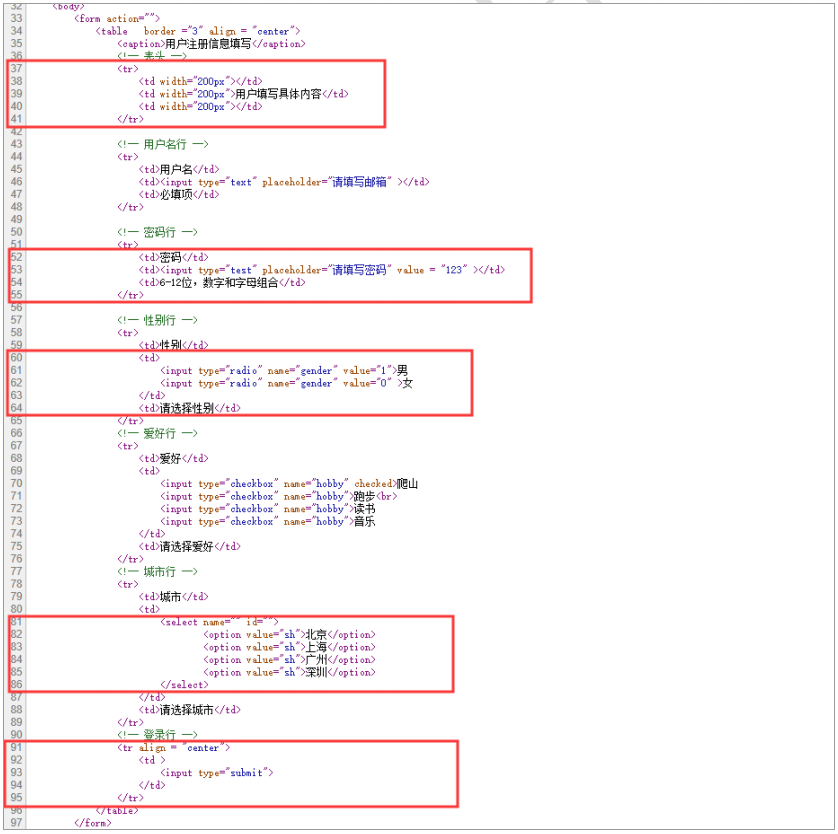 32 <body>
33 <form action="">
34 <table border ="3" align = "center">
35 <caption>用户注册信息填写</caption>
36 <!-- 表头 -->
37 <tr>
38 <td width="200px"></td>
39 <td width="200px">用户填写具体内容</td>
40 <td width="200px"></td>
41 </tr>
42
43 <!-- 用户名行 -->
44 <tr>
45 <td>用户名</td>
46 <td><input type="text" placeholder="请填写邮箱" ></td>
47 <td>必填项</td>
48 </tr>
49
50 <!-- 密码行 -->
51 <tr>
52 <td>密码</td>
53 <td><input type="test" placeholder="请填写密码" value = "123" ></td>
54 <td>6-12位，数字和字母组合</td>
55 </tr>
56
57 <!-- 性别行 -->
58 <tr>
59 <td>性别</td>
60 <td>
61 <input type="radio" name="gender" value="1">男
62 <input type="radio" name="gender" value="0" >女
63 </td>
64 <td>请选择性别</td>
65 </tr>
66 <!-- 爱好行 -->
67 <tr>
68 <td>爱好</td>
69 <td>
70 <input type="checkbox" name="hobby" checked>爬山
71 <input type="checkbox" name="hobby">跑步<br>
72 <input type="checkbox" name="hobby">读书
73 <input type="checkbox" name="hobby">音乐
74 </td>
75 <td>请选择爱好</td>
76 </tr>
77 <!-- 城市行 -->
78 <tr>
79 <td>城市</td>
80 <td>
81 <select name="" id="">
82 <option value="sh">北京</option>
83 <option value="sh">上海</option>
84 <option value="sh">广州</option>
85 <option value="sh">深圳</option>
86 </select>
87 </td>
88 <td>请选择城市</td>
89 </tr>
90 <!-- 登录行 -->
91 <tr align = "center">
92 <td >
93 <input type="submit">
94 </td>
95 </tr>
96 </table>
97 </form>